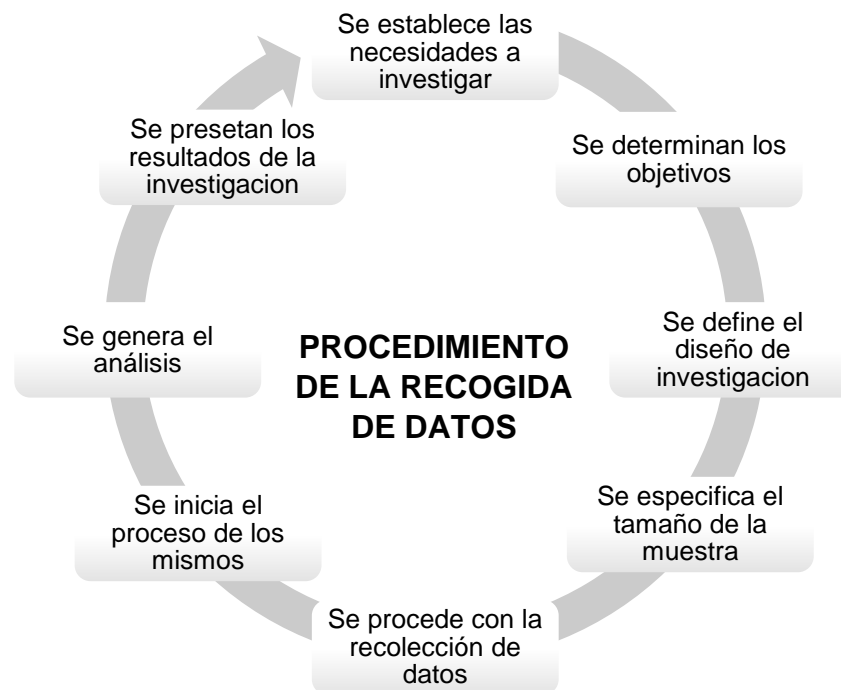 Se establece las
necesidades a
investigar
Se determinan los
objetivos
Se define el
diseño de
investigacion
Se especifica el
tamaño de la
muestra
Se procede con la
recolección de
datos
Se inicia el
proceso de los
mismos
Se genera el
análisis
Se presetan los
resultados de la
investigacion
PROCEDIMIENTO
DE LA RECOGIDA
DE DATOS